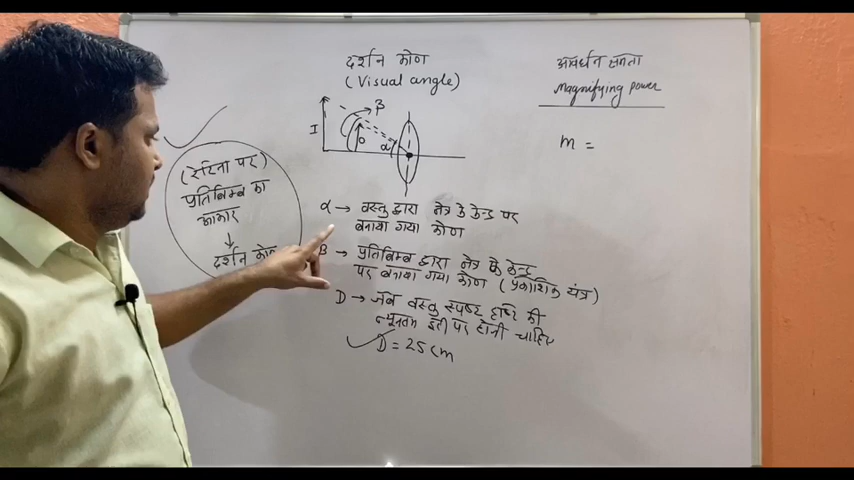 दर्शन कोण
(Visual angle)
β
I
O
α
α → वस्तु द्वारा नेत्र के केन्द्र पर
बनाया गया कोण
β → प्रतिबिम्ब द्वारा नेत्र के केन्द्र
पर बनाया गया कोण (प्रकाशिक यंत्र)
D → जब वस्तु स्पष्ट दृष्टि की
न्यूनतम दूरी पर होनी चाहिए
D = 25 cm
(रेटिना पर)
प्रतिबिम्ब का
आकार
↓
दर्शन कोण
आवर्धन क्षमता
Magnifying power
m =